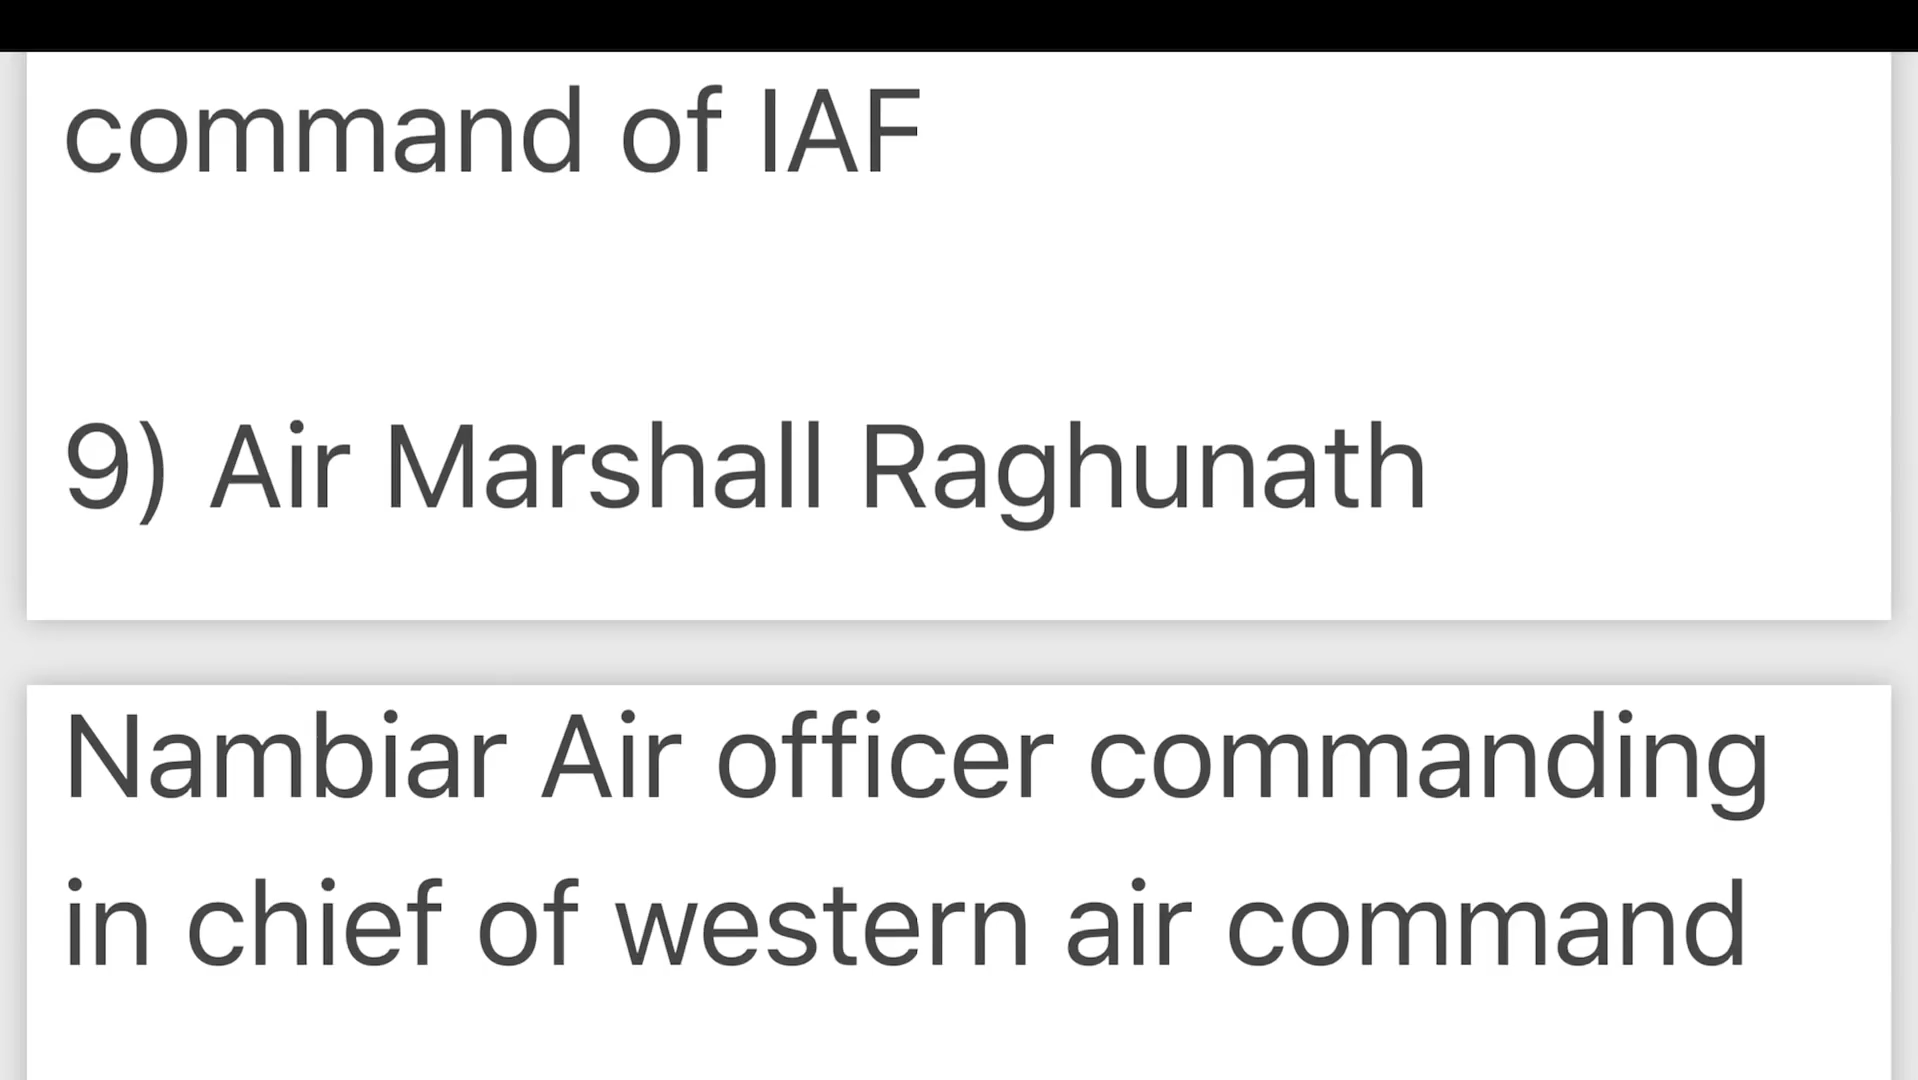 command of IAF
9) Air Marshall Raghunath
Nambiar Air officer commanding
in chief of western air command